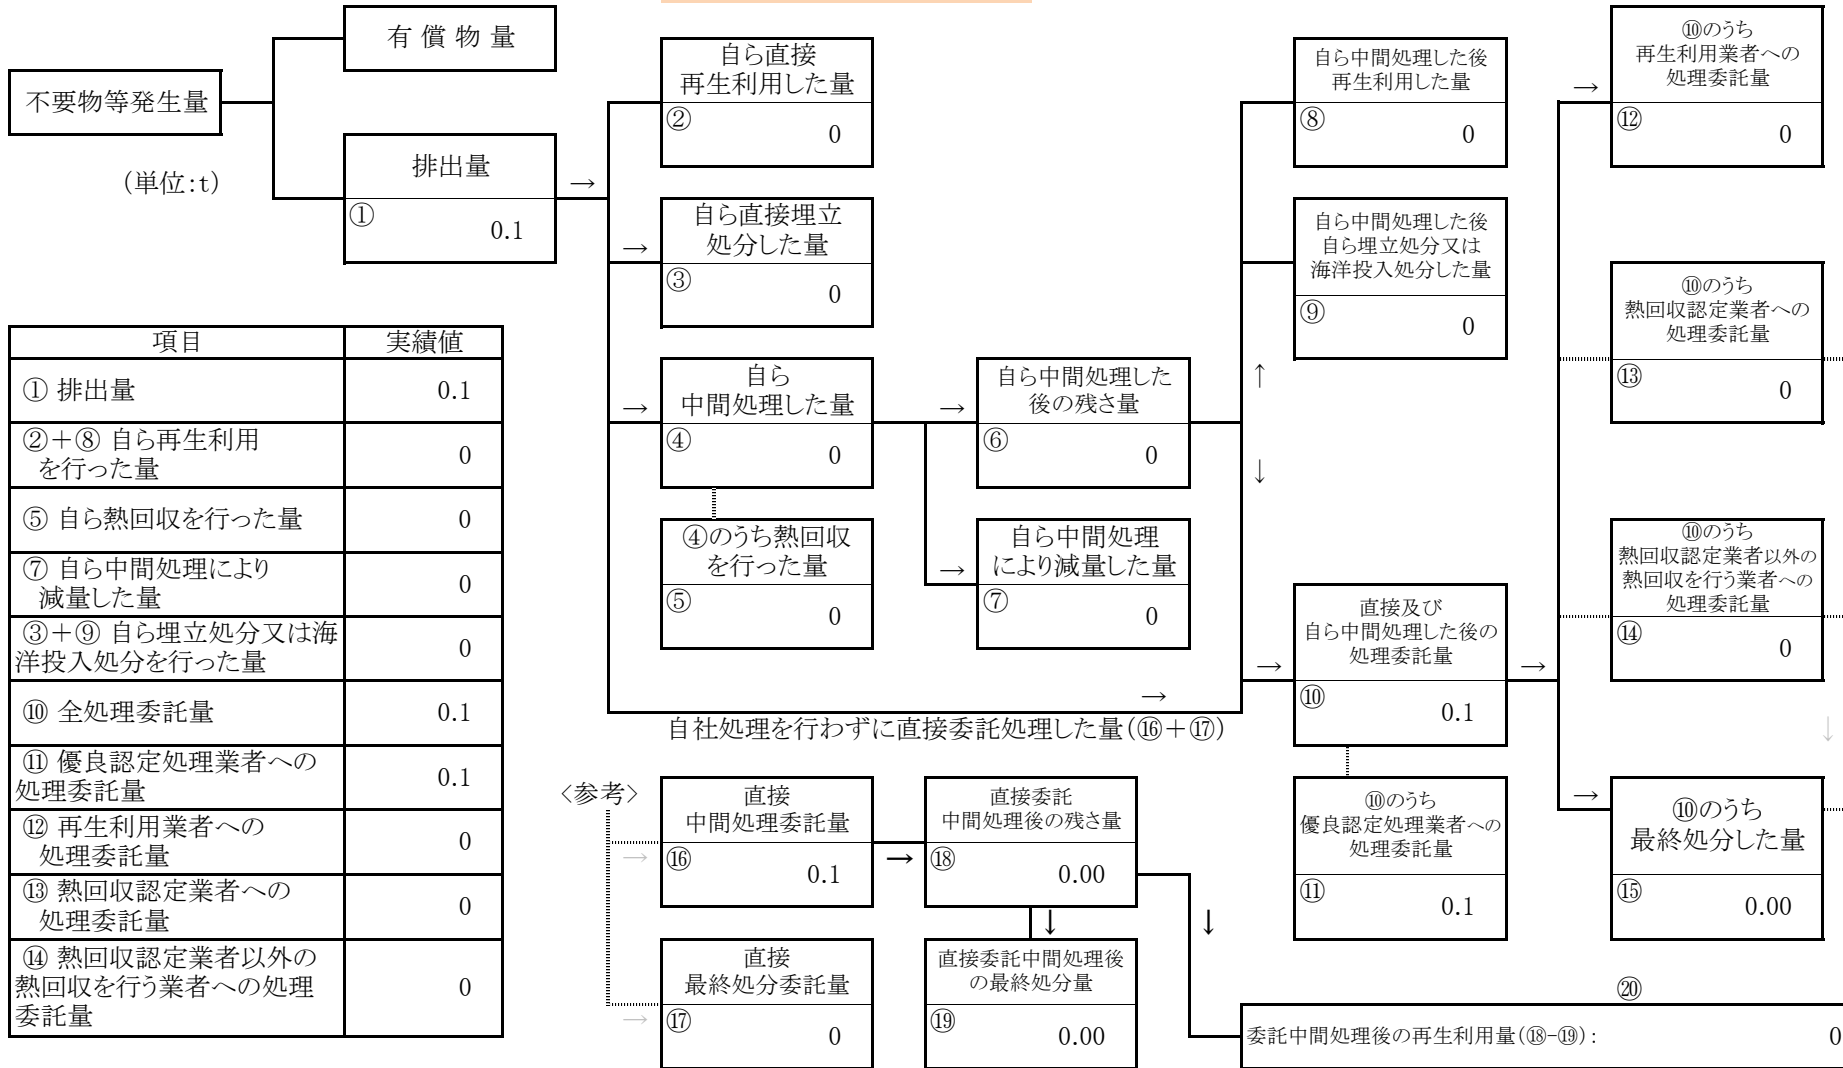 不要物等発生量
(単位:t)
有 償 物 量
排出量
①
0.1
→
自ら直接
再生利用した量
②
0
→
自ら直接埋立
処分した量
③
0
→
自ら
中間処理した量
④
0
④のうち熱回収
を行った量
⑤
0
→
自ら中間処理した
後の残さ量
⑥
0
→
自ら中間処理
により減量した量
⑦
0
↑
↓
自ら中間処理した後
再生利用した量
⑧
0
自ら中間処理した後
自ら埋立処分又は
海洋投入処分した量
⑨
0
→
自社処理を行わずに直接委託処理した量(⑯+⑰)
→
直接及び
自ら中間処理した後の
処理委託量
⑩
0.1
→
⑩のうち
優良認定処理業者への
処理委託量
⑪
0.1
→
⑩のうち
再生利用業者への
処理委託量
⑫
0
⑩のうち
熱回収認定業者への
処理委託量
⑬
0
⑩のうち
熱回収認定業者以外の
熱回収を行う業者への
処理委託量
⑭
0
↓
→
⑩のうち
最終処分した量
⑮
0.00
項目 実績値
① 排出量 0.1
②+⑧ 自ら再生利用
を行った量 0
⑤ 自ら熱回収を行った量 0
⑦ 自ら中間処理により
減量した量 0
③+⑨ 自ら埋立処分又は海
洋投入処分を行った量 0
⑩ 全処理委託量 0.1
⑪ 優良認定処理業者への
処理委託量 0.1
⑫ 再生利用業者への
処理委託量 0
⑬ 熱回収認定業者への
処理委託量 0
⑭ 熱回収認定業者以外の
熱回収を行う業者への処理
委託量 0
<参考>
→
直接
中間処理委託量
⑯
0.1
→
直接委託
中間処理後の残さ量
⑱
0.00
↓
↓
→
直接
最終処分委託量
⑰
0
直接委託中間処理後
の最終処分量
⑲
0.00
⑳
委託中間処理後の再生利用量(⑱-⑲): 0